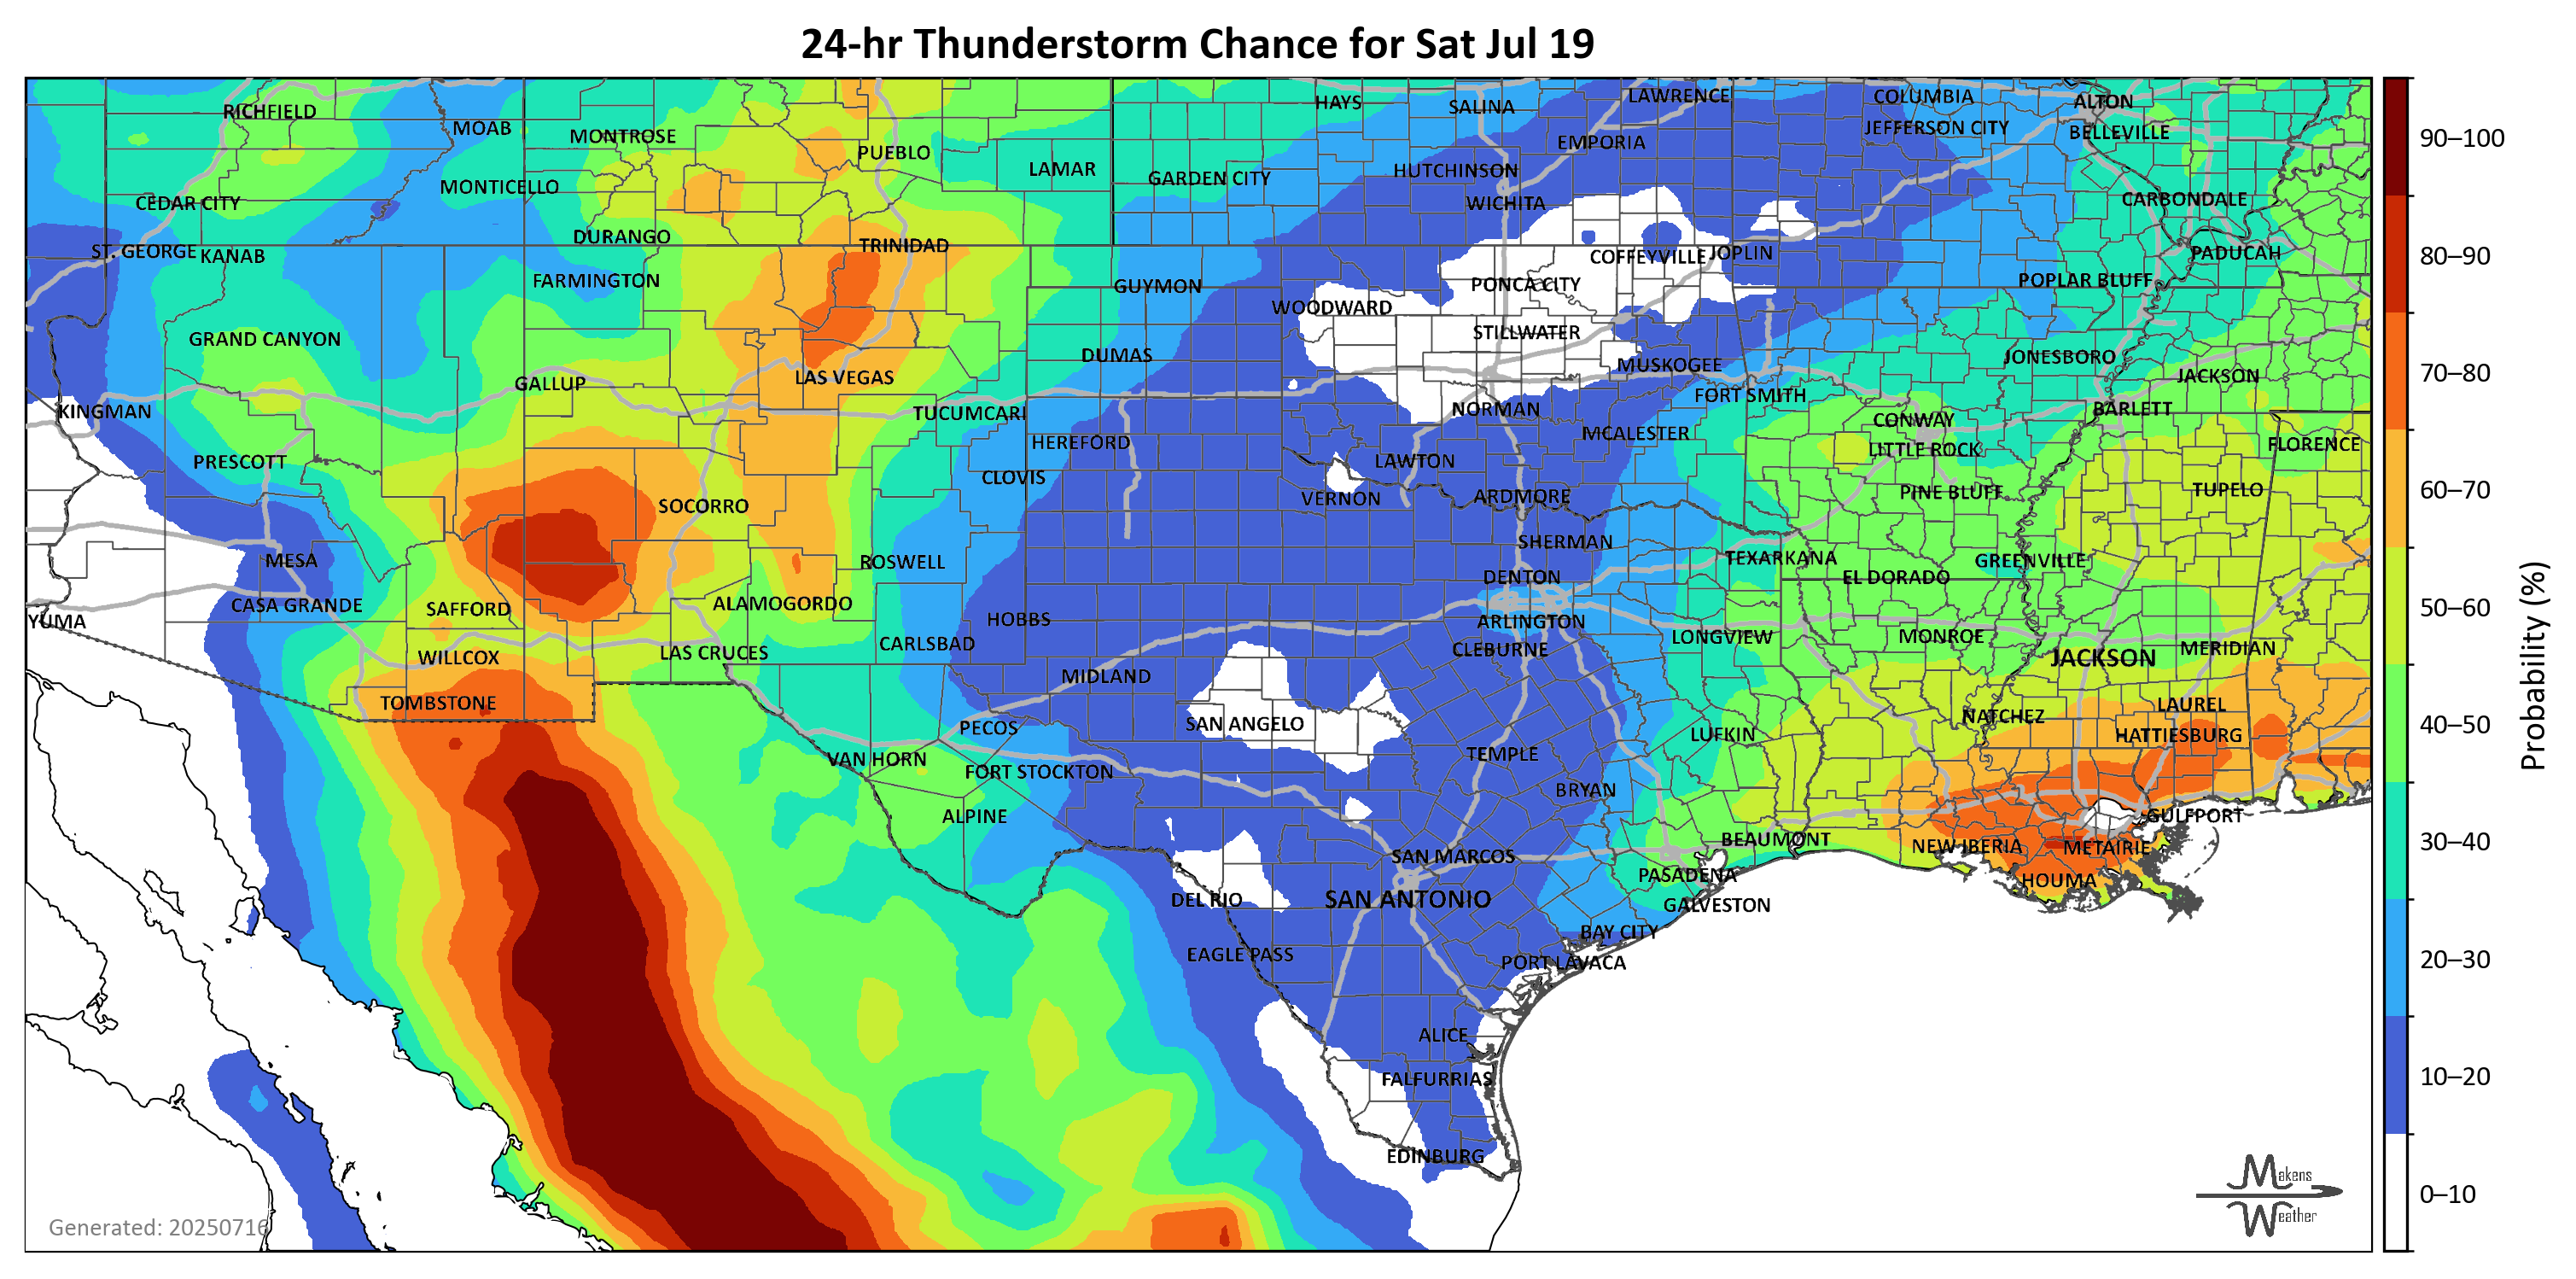 24-hr Thunderstorm Chance for Sat Jul 19
RICHFIELD
MOAB
MONTROSE
PUEBLO
LAMAR
HAYS
SALINA
LAWRENCE
COLUMBIA
ALTON
EMPORIA
JEFFERSON CITY
BELLEVILLE
CEDAR CITY
MONTICELLO
GARDEN CITY
HUTCHINSON
WICHITA
CARBONDALE
ST. GEORGE
KANAB
DURANGO
TRINIDAD
COFFEYVILLE
JOPLIN
PADUCAH
FARMINGTON
GUYMON
PONCA CITY
POPLAR BLUFF
WOODWARD
GRAND CANYON
STILLWATER
DUMAS
MUSKOGEE
JONESBORO
GALLUP
LAS VEGAS
JACKSON
KINGMAN
TUCUMCARI
NORMAN
FORT SMITH
BARLETT
CONWAY
HEREFORD
MCALESTER
LITTLE ROCK
FLORENCE
PRESCOTT
CLOVIS
LAWTON
SOCORRO
VERNON
ARDMORE
PINE BLUFF
TUPELO
MESA
ROSWELL
SHERMAN
TEXARKANA
GREENVILLE
DENTON
EL DORADO
CASA GRANDE
SAFFORD
ALAMOGORDO
YUMA
HOBBS
ARLINGTON
WILLCOX
LAS CRUCES
CARLSBAD
CLEBURNE
LONGVIEW
MONROE
JACKSON
MERIDIAN
TOMBSTONE
MIDLAND
LAUREL
PECOS
SAN ANGELO
NATCHEZ
HATTIESBURG
VAN HORN
FORT STOCKTON
TEMPLE
LUFKIN
BRYAN
ALPINE
GULFPORT
SAN MARCOS
BEAUMONT
NEW IBERIA
METAIRIE
DEL RIO
SAN ANTONIO
PASADENA
HOUMA
GALVESTON
EAGLE PASS
BAY CITY
PORT LAVACA
ALICE
FALFURRIAS
EDINBURG
Generated: 20250716
Makens
Weather
90–100
80–90
70–80
60–70
50–60
40–50
30–40
20–30
10–20
0–10
Probability (%)